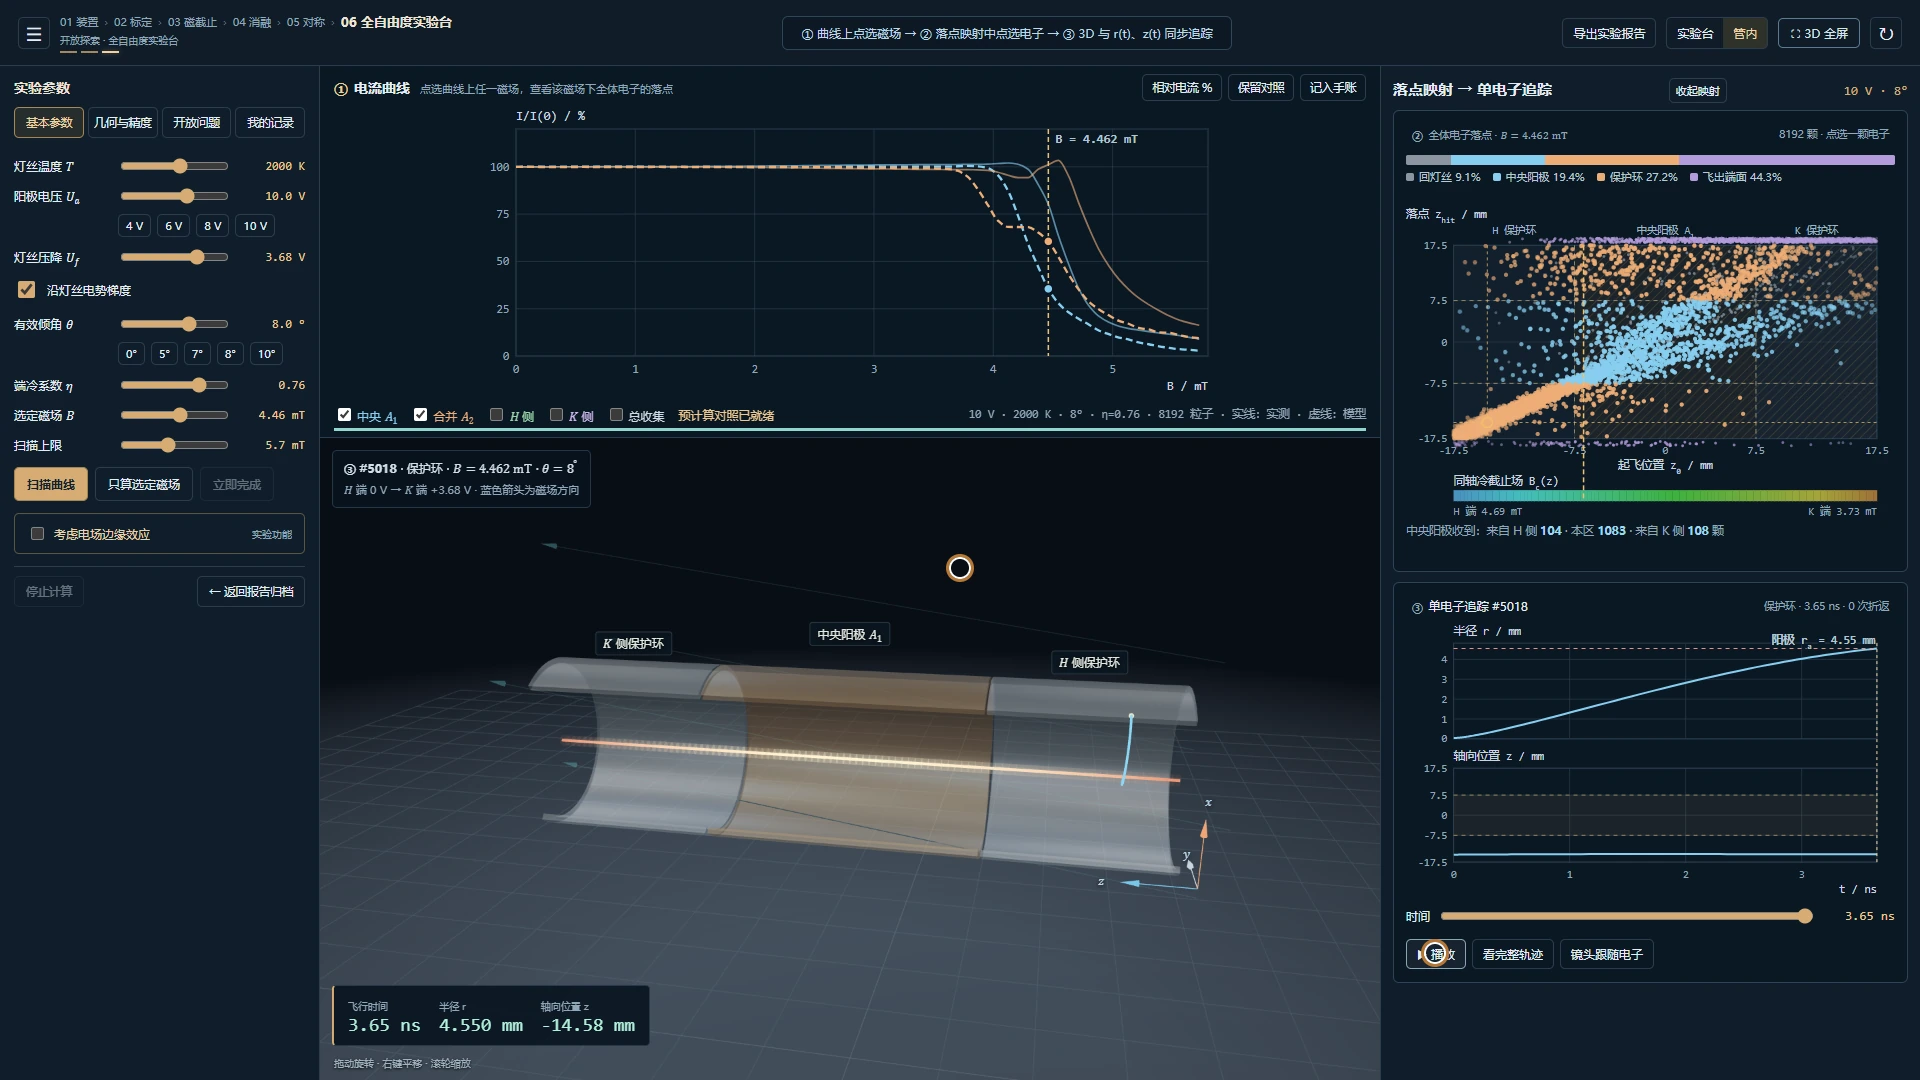 ☰
01 装置 › 02 标定 › 03 磁截止 › 04 消融 › 05 对称 › 06 全自由度实验台
开放探索 · 全自由度实验台
① 曲线上点选磁场 → ② 落点映射中点选电子 → ③ 3D 与 r(t)、z(t) 同步追踪
导出实验报告 实验台 管内 3D 全屏 ↻
实验参数
基本参数 几何与精度 开放问题 我的记录
灯丝温度 T 2000 K
阳极电压 Ua 10.0 V
4 V 6 V 8 V 10 V
灯丝压降 Uf 3.68 V
沿灯丝电势梯度
有效倾角 θ 8.0 °
0° 5° 7° 8° 10°
端冷系数 η 0.76
选定磁场 B 4.46 mT
扫描上限 5.7 mT
扫描曲线 只算选定磁场 立即完成
考虑电场边缘效应 实验功能
停止计算 ← 返回报告归档
① 电流曲线 点选曲线上任一磁场，查看该磁场下全体电子的落点
相对电流 % 保留对照 记入手账
I/I(0) / %
B = 4.462 mT
100
75
50
25
0
0 1 2 3 4 5
B / mT
中央 A1 合并 A2 H 侧 K 侧 总收集 预计算对照已就绪
10 V · 2000 K · 8° · η=0.76 · 8192 粒子 · 实线: 实测 · 虚线: 模型
③ #5018 · 保护环 · B = 4.462 mT · θ = 8°
H 端 0 V → K 端 +3.68 V · 蓝色箭头为磁场方向
K 侧保护环
中央阳极 A1
H 侧保护环
x
y
z
飞行时间 半径 r 轴向位置 z
3.65 ns 4.550 mm -14.58 mm
拖动旋转 · 右键平移 · 滚轮缩放
落点映射 → 单电子追踪 收起映射 10 V · 8°
② 全体电子落点 · B = 4.462 mT 8192 颗 · 点选一颗电子
回灯丝 9.1% 中央阳极 19.4% 保护环 27.2% 飞出端面 44.3%
落点 zhit / mm
H 保护环 中央阳极 A1 K 保护环
17.5
7.5
0
-7.5
-17.5
-17.5 -7.5 0 7.5 17.5
起飞位置 z0 / mm
同轴冷截止场 Bc(z)
H 端 4.69 mT K 端 3.73 mT
中央阳极收到: 来自 H 侧 104 · 本区 1083 · 来自 K 侧 108 颗
③ 单电子追踪 #5018 保护环 · 3.65 ns · 0 次折返
半径 r / mm
阳极 ra = 4.55 mm
4
3
2
1
0
轴向位置 z / mm
17.5
7.5
0
-7.5
-17.5
0 1 2 3
t / ns
时间 3.65 ns
▶ 播放 看完整轨迹 镜头跟随电子